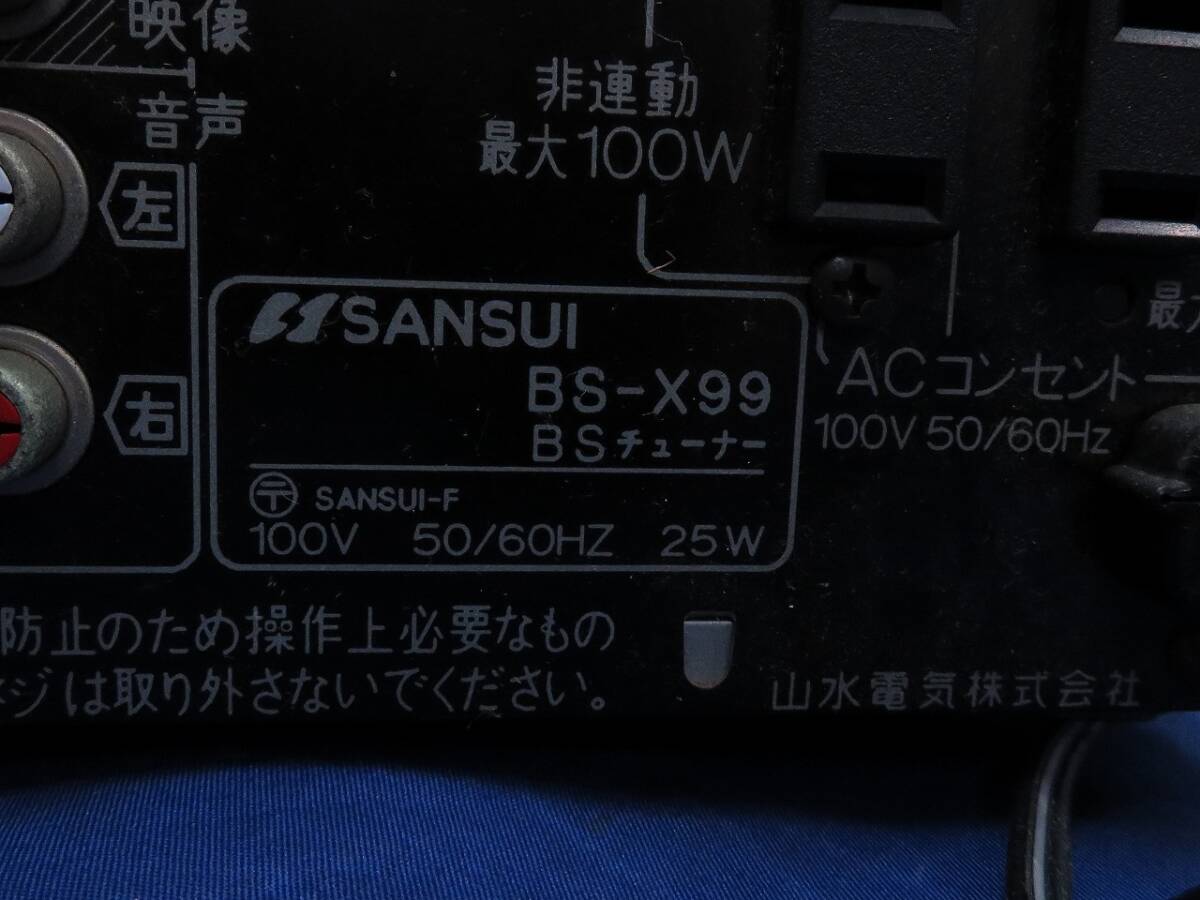 映像
音声
左
右
非連動
最大100W
SANSUI
BS-X99
BSチューナー
〒 SANSUI-F
100V 50/60HZ 25W
最
ACコンセント
100V 50/60Hz
防止のため操作上必要なもの
ジは取り外さないでください。
山水電気株式会社